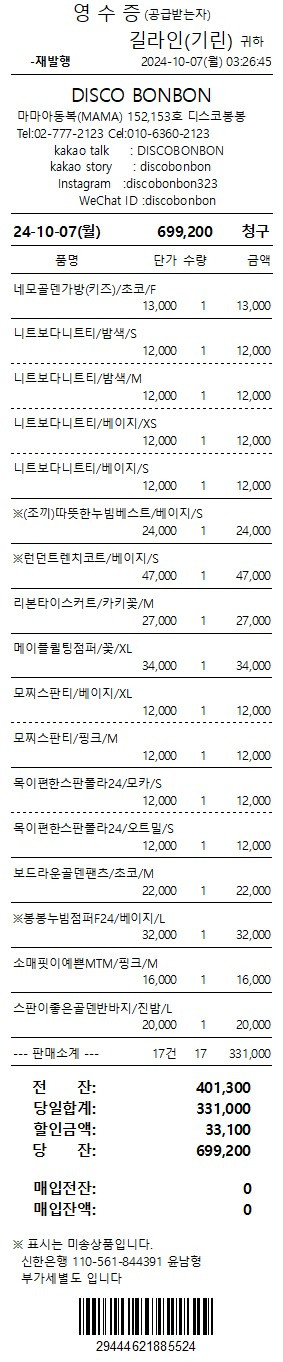 영 수 증 (공급받는자)
길라인(기린) 귀하
-재발행 2024-10-07(월) 03:26:45
DISCO BONBON
마마아동복(MAMA) 152,153호 디스코봉봉
Tel:02-777-2123 Cel:010-6360-2123
kakao talk : DISCOBONBON
kakao story : discobonbon
Instagram :discobonbon323
WeChat ID :discobonbon
24-10-07(월) 699,200 청구
품명 단가 수량 금액
네모골덴가방(키즈)/초코/F
13,000 1 13,000
니트보다니트티/밤색/S
12,000 1 12,000
니트보다니트티/밤색/M
12,000 1 12,000
니트보다니트티/베이지/XS
12,000 1 12,000
니트보다니트티/베이지/S
12,000 1 12,000
※(조끼)따뜻한누빔베스트/베이지/S
24,000 1 24,000
※런던트렌치코트/베이지/S
47,000 1 47,000
리본타이스커트/카키꽃/M
27,000 1 27,000
메이플퀼팅점퍼/꽃/XL
34,000 1 34,000
모찌스판티/베이지/XL
12,000 1 12,000
모찌스판티/핑크/M
12,000 1 12,000
목이편한스판폴라24/모카/S
12,000 1 12,000
목이편한스판폴라24/오트밀/S
12,000 1 12,000
보드라운골덴팬츠/초코/M
22,000 1 22,000
※봉봉누빔점퍼F24/베이지/L
32,000 1 32,000
소매핏이예쁜MTM/핑크/M
16,000 1 16,000
스판이좋은골덴반바지/진밤/L
20,000 1 20,000
--- 판매소계 --- 17건 17 331,000
전 잔: 401,300
당일합계: 331,000
할인금액: 33,100
당 잔: 699,200
매입전잔: 0
매입잔액: 0
※ 표시는 미송상품입니다.
신한은행 110-561-844391 윤남형
부가세별도 입니다
29444621885524